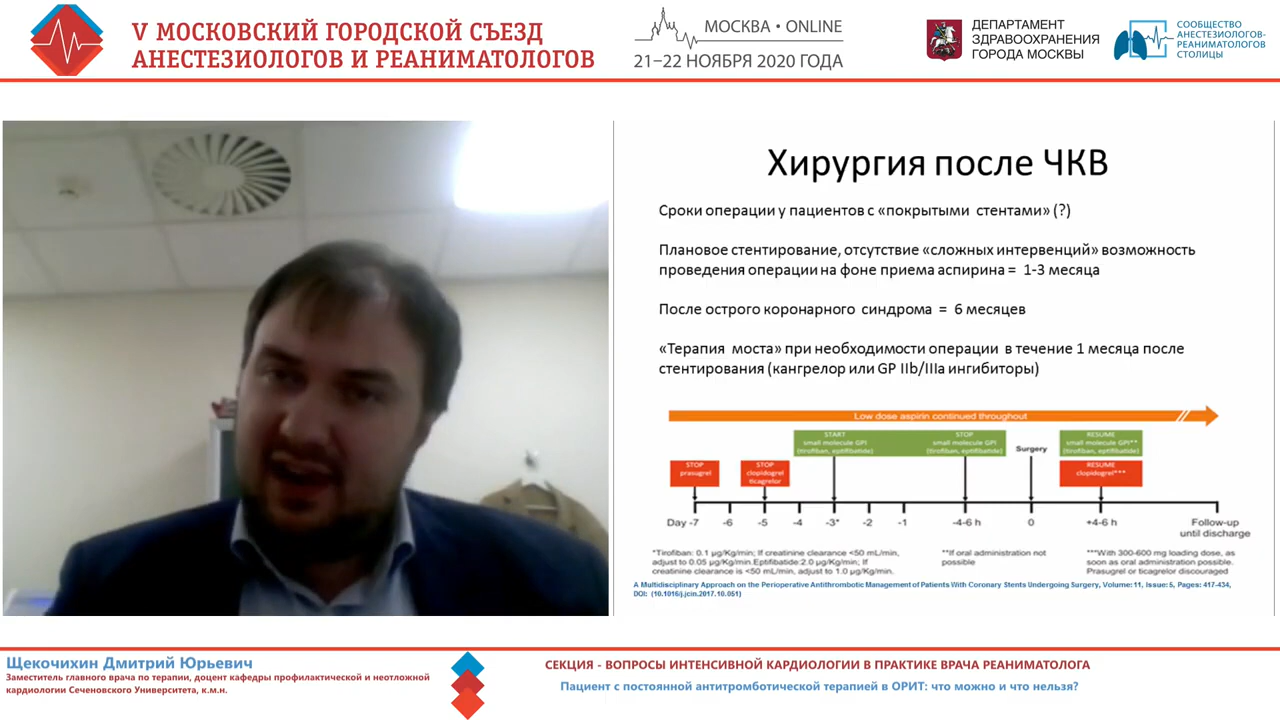 V МОСКОВСКИЙ ГОРОДСКОЙ СЪЕЗД
АНЕСТЕЗИОЛОГОВ И РЕАНИМАТОЛОГОВ
МОСКВА • ONLINE
21–22 НОЯБРЯ 2020 ГОДА
ДЕПАРТАМЕНТ
ЗДРАВООХРАНЕНИЯ
ГОРОДА МОСКВЫ
СООБЩЕСТВО
АНЕСТЕЗИОЛОГОВ-
РЕАНИМАТОЛОГОВ
СТОЛИЦЫ
Хирургия после ЧКВ
Сроки операции у пациентов с «покрытыми стентами» (?)
Плановое стентирование, отсутствие «сложных интервенций» возможность
проведения операции на фоне приема аспирина = 1-3 месяца
После острого коронарного синдрома = 6 месяцев
«Терапия моста» при необходимости операции в течение 1 месяца после
стентирования (кангрелор или GP IIb/IIIa ингибиторы)
Low dose aspirin continued throughout
START
small molecule GPI
(tirofiban, eptifibatide)
STOP
small molecule GPI
(tirofiban, eptifibatide)
Surgery
RESUME
small molecule GPI**
(tirofiban, eptifibatide)
STOP
prasugrel
STOP
clopidogrel
ticagrelor
RESUME
clopidogrel***
Day -7 -6 -5 -4 -3* -2 -1 -4-6 h 0 +4-6 h Follow-up
until discharge
*Tirofiban: 0.1 µg/Kg/min; If creatinine clearance <50 mL/min,
adjust to 0.05 µg/Kg/min.Eptifibatide:2.0 µg/Kg/min; If
creatinine clearance is <50 mL/min, adjust to 1.0 µg/Kg/min.
**If oral administration not
possible
***With 300-600 mg loading dose, as
soon as oral administration possible.
Prasugrel or ticagrelor discouraged
A Multidisciplinary Approach on the Perioperative Antithrombotic Management of Patients With Coronary Stents Undergoing Surgery, Volume: 11, Issue: 5, Pages: 417-434,
DOI: (10.1016/j.jcin.2017.10.051)
Щекочихин Дмитрий Юрьевич
Заместитель главного врача по терапии, доцент кафедры профилактической и неотложной
кардиологии Сеченовского Университета, к.м.н.
СЕКЦИЯ - ВОПРОСЫ ИНТЕНСИВНОЙ КАРДИОЛОГИИ В ПРАКТИКЕ ВРАЧА РЕАНИМАТОЛОГА
Пациент с постоянной антитромботической терапией в ОРИТ: что можно и что нельзя?